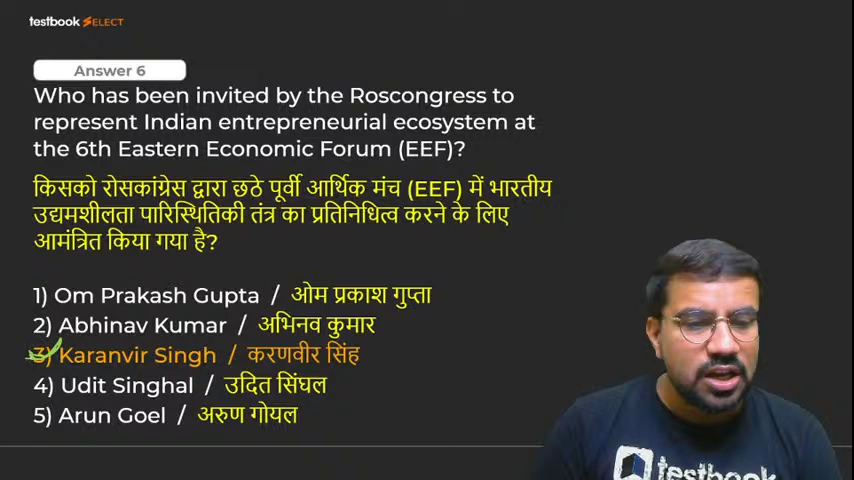 testbook SELECT
Answer 6
Who has been invited by the Roscongress to
represent Indian entrepreneurial ecosystem at
the 6th Eastern Economic Forum (EEF)?
किसको रोसकांग्रेस द्वारा छठे पूर्वी आर्थिक मंच (EEF) में भारतीय
उद्यमशीलता पारिस्थितिकी तंत्र का प्रतिनिधित्व करने के लिए
आमंत्रित किया गया है?
1) Om Prakash Gupta / ओम प्रकाश गुप्ता
2) Abhinav Kumar / अभिनव कुमार
3) Karanvir Singh / करणवीर सिंह
4) Udit Singhal / उदित सिंघल
5) Arun Goel / अरुण गोयल
testbook